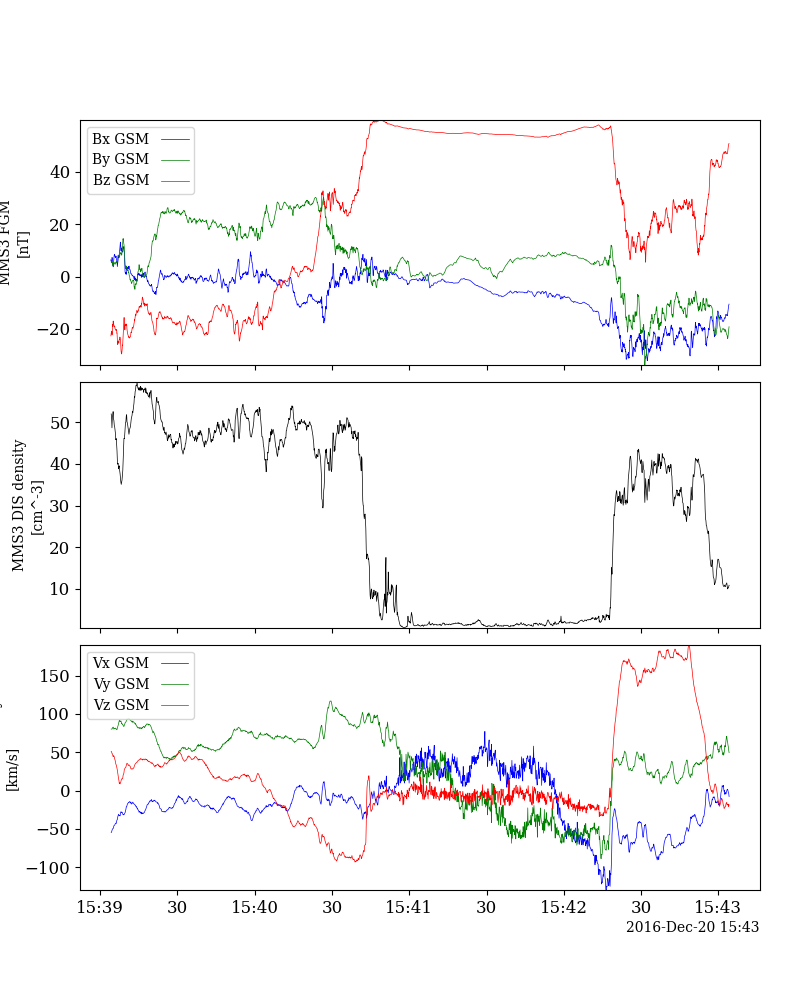 MMS3 FGM
[nT]
Bx GSM
By GSM
Bz GSM
40
20
0
−20
MMS3 DIS density
[cm^-3]
50
40
30
20
10
[km/s]
Vx GSM
Vy GSM
Vz GSM
150
100
50
0
−50
−100
15:39 30 15:40 30 15:41 30 15:42 30 15:43
2016-Dec-20 15:43